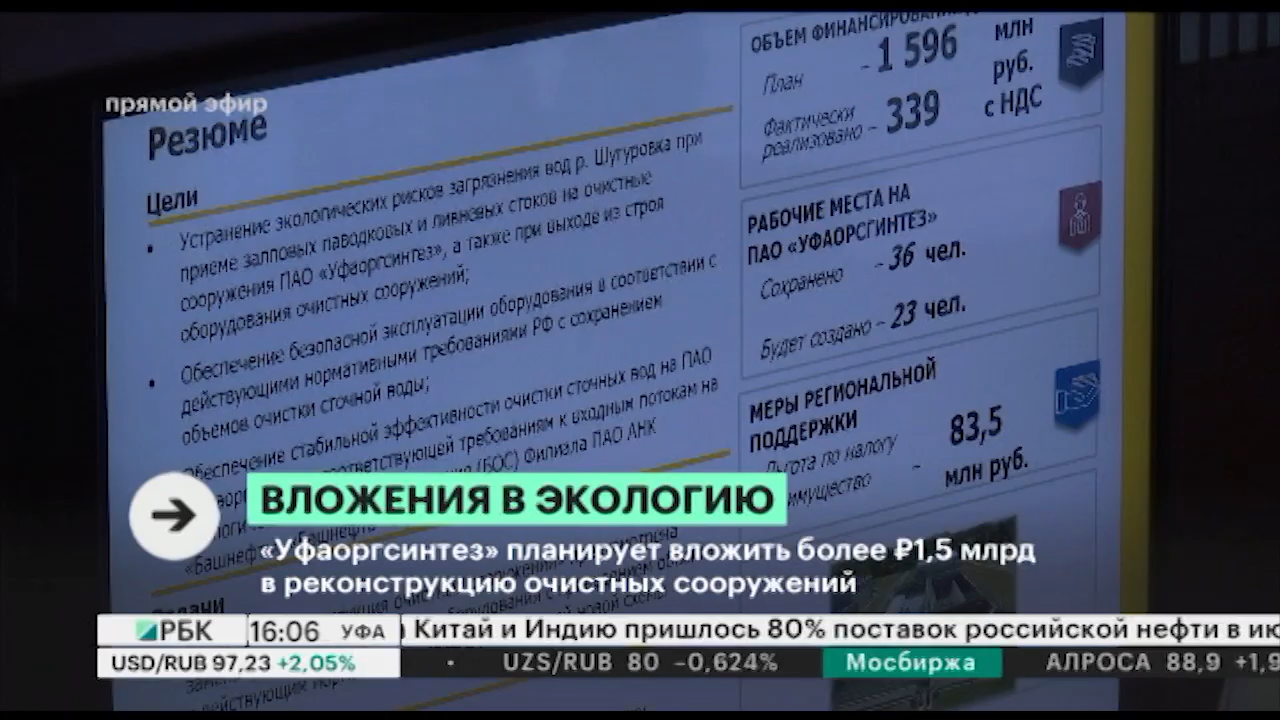 прямой эфир
Резюме
Цели
• Устранение экологических рисков загрязнения вод р. Шугуровка при
приеме залповых паводковых и ливневых стоков на очистные
сооружения ПАО «Уфаоргсинтез», а также при выходе из строя
оборудования очистных сооружений;
• Обеспечение безопасной эксплуатации оборудования в соответствии с
действующими нормативными требованиями РФ с сохранением
объемов очистки сточной воды;
Обеспечение стабильной эффективности очистки сточных вод на ПАО
соответствующей требованиям к входным потокам на
(БОС) Филиала ПАО АНК
«Башнефть
ОБЪЕМ ФИНАНСИРОВАНИЯ
План – 1 596 млн
руб.
Фактически
реализовано – 339 с НДС
РАБОЧИЕ МЕСТА НА
ПАО «УФАОРГСИНТЕЗ»
Сохранено – 36 чел.
Будет создано – 23 чел.
МЕРЫ РЕГИОНАЛЬНОЙ
ПОДДЕРЖКИ
Льгота по налогу – 83,5
имущество млн руб.
ВЛОЖЕНИЯ В ЭКОЛОГИЮ
«Уфаоргсинтез» планирует вложить более ₽1,5 млрд
в реконструкцию очистных сооружений
РБК 16:06 УФА Китай и Индию пришлось 80% поставок российской нефти в ию
USD/RUB 97,23 +2,05% · UZS/RUB 80 -0,624% Мосбиржа АЛРОСА 88,9 +1,9